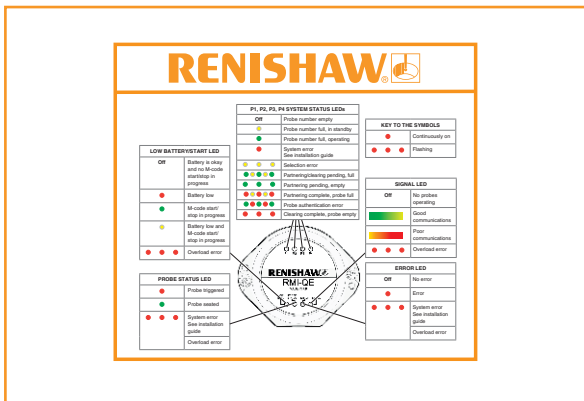 RENISHAW
P1, P2, P3, P4 SYSTEM STATUS LEDs
Off Probe number empty
Probe number full, in standby
Probe number full, operating
System error
See installation guide
Selection error
Partnering/clearing pending, full
Partnering pending, empty
Partnering complete, probe full
Probe authentication error
Clearing complete, probe empty
KEY TO THE SYMBOLS
Continuously on
Flashing
LOW BATTERY/START LED
Off Battery is okay
and no M-code
start/stop in
progress
Battery low
M-code start/
stop in progress
Battery low and
M-code start/
stop in
progress
Overload error
SIGNAL LED
Off No probes
operating
Good
communications
Poor
communications
Overload error
PROBE STATUS LED
Probe triggered
Probe seated
System error
See installation
guide
Overload error
RENISHAW
RMI-QE
ERROR LED
Off No error
Error
System error
See installation
guide
Overload error